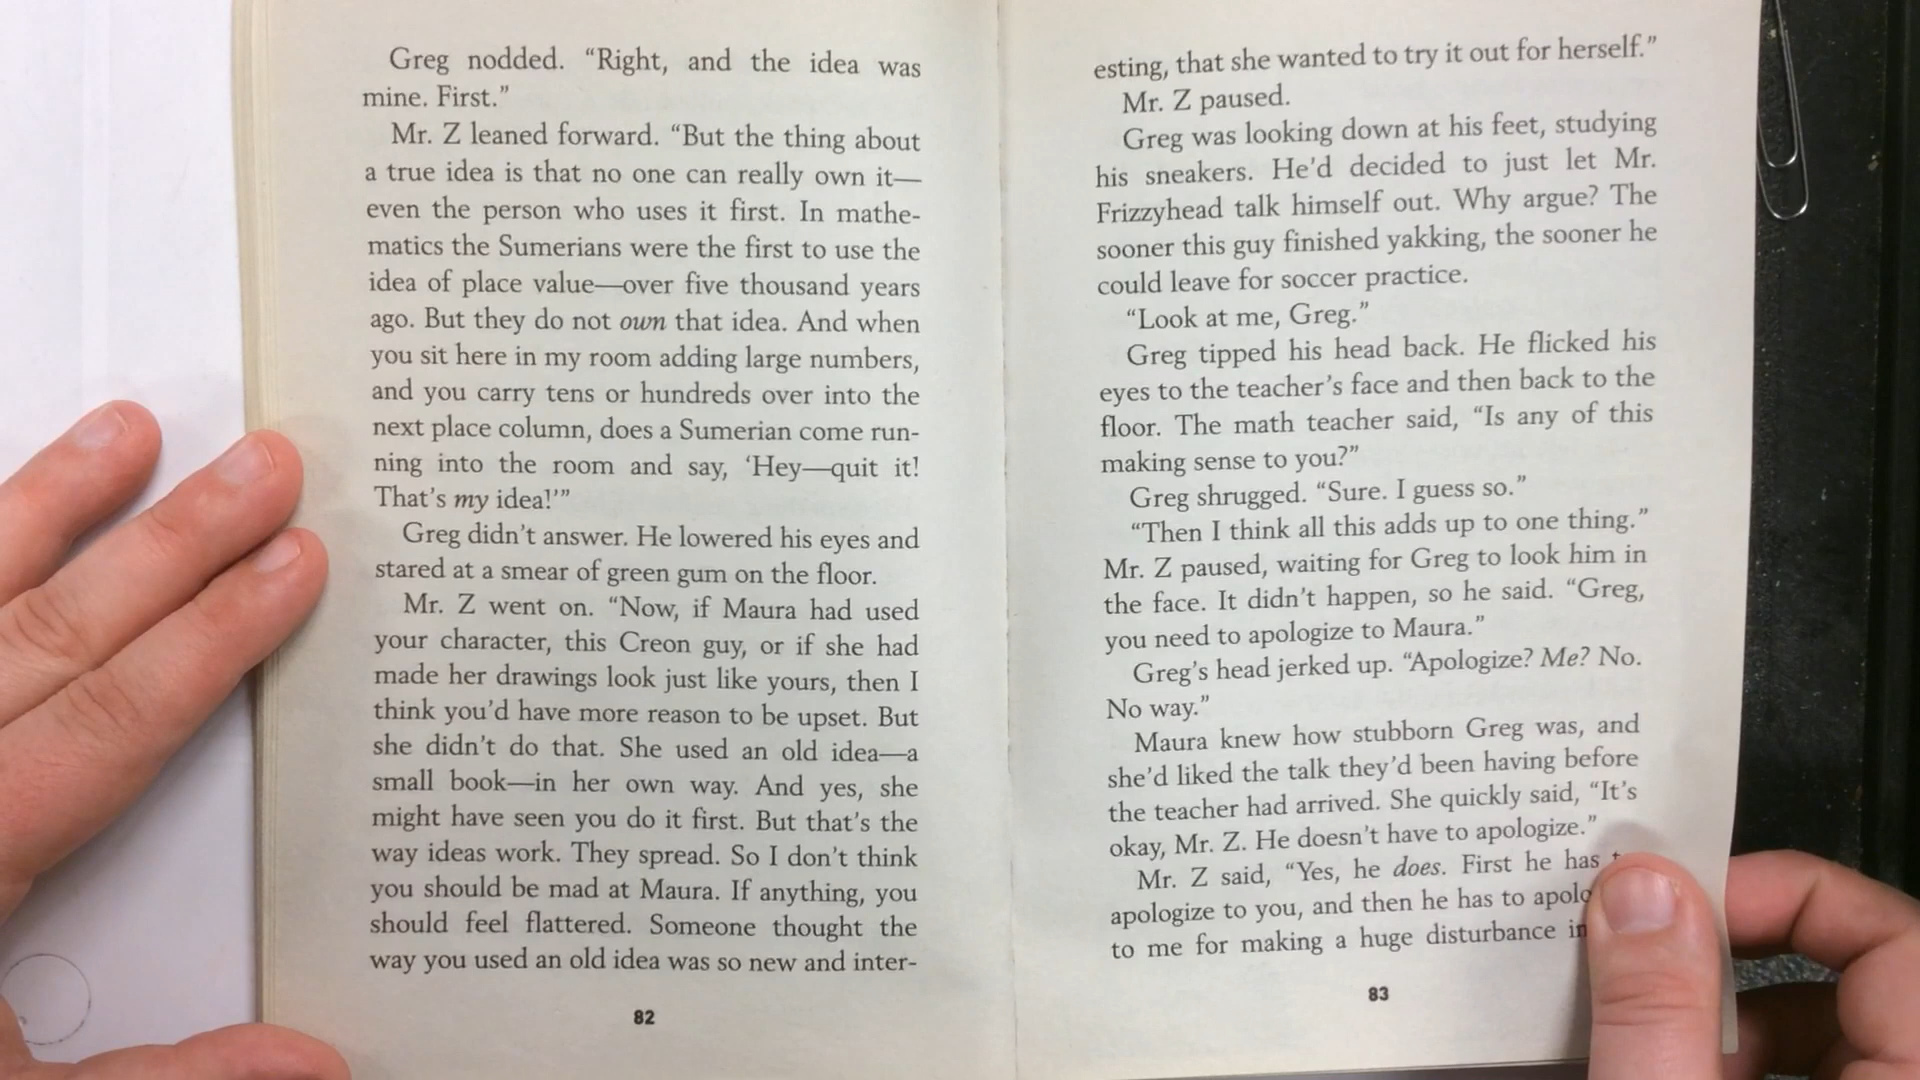 Greg nodded. “Right, and the idea was
mine. First.”
Mr. Z leaned forward. “But the thing about
a true idea is that no one can really own it—
even the person who uses it first. In mathe-
matics the Sumerians were the first to use the
idea of place value—over five thousand years
ago. But they do not own that idea. And when
you sit here in my room adding large numbers,
and you carry tens or hundreds over into the
next place column, does a Sumerian come run-
ning into the room and say, ‘Hey—quit it!
That’s my idea!’”
Greg didn’t answer. He lowered his eyes and
stared at a smear of green gum on the floor.
Mr. Z went on. “Now, if Maura had used
your character, this Creon guy, or if she had
made her drawings look just like yours, then I
think you’d have more reason to be upset. But
she didn’t do that. She used an old idea—a
small book—in her own way. And yes, she
might have seen you do it first. But that’s the
way ideas work. They spread. So I don’t think
you should be mad at Maura. If anything, you
should feel flattered. Someone thought the
way you used an old idea was so new and inter-
82
esting, that she wanted to try it out for herself.”
Mr. Z paused.
Greg was looking down at his feet, studying
his sneakers. He’d decided to just let Mr.
Frizzyhead talk himself out. Why argue? The
sooner this guy finished yakking, the sooner he
could leave for soccer practice.
“Look at me, Greg.”
Greg tipped his head back. He flicked his
eyes to the teacher’s face and then back to the
floor. The math teacher said, “Is any of this
making sense to you?”
Greg shrugged. “Sure. I guess so.”
“Then I think all this adds up to one thing.”
Mr. Z paused, waiting for Greg to look him in
the face. It didn’t happen, so he said. “Greg,
you need to apologize to Maura.”
Greg’s head jerked up. “Apologize? Me? No.
No way.”
Maura knew how stubborn Greg was, and
she’d liked the talk they’d been having before
the teacher had arrived. She quickly said, “It’s
okay, Mr. Z. He doesn’t have to apologize.”
Mr. Z said, “Yes, he does. First he has
apologize to you, and then he has to
to me for making a huge disturbance
83